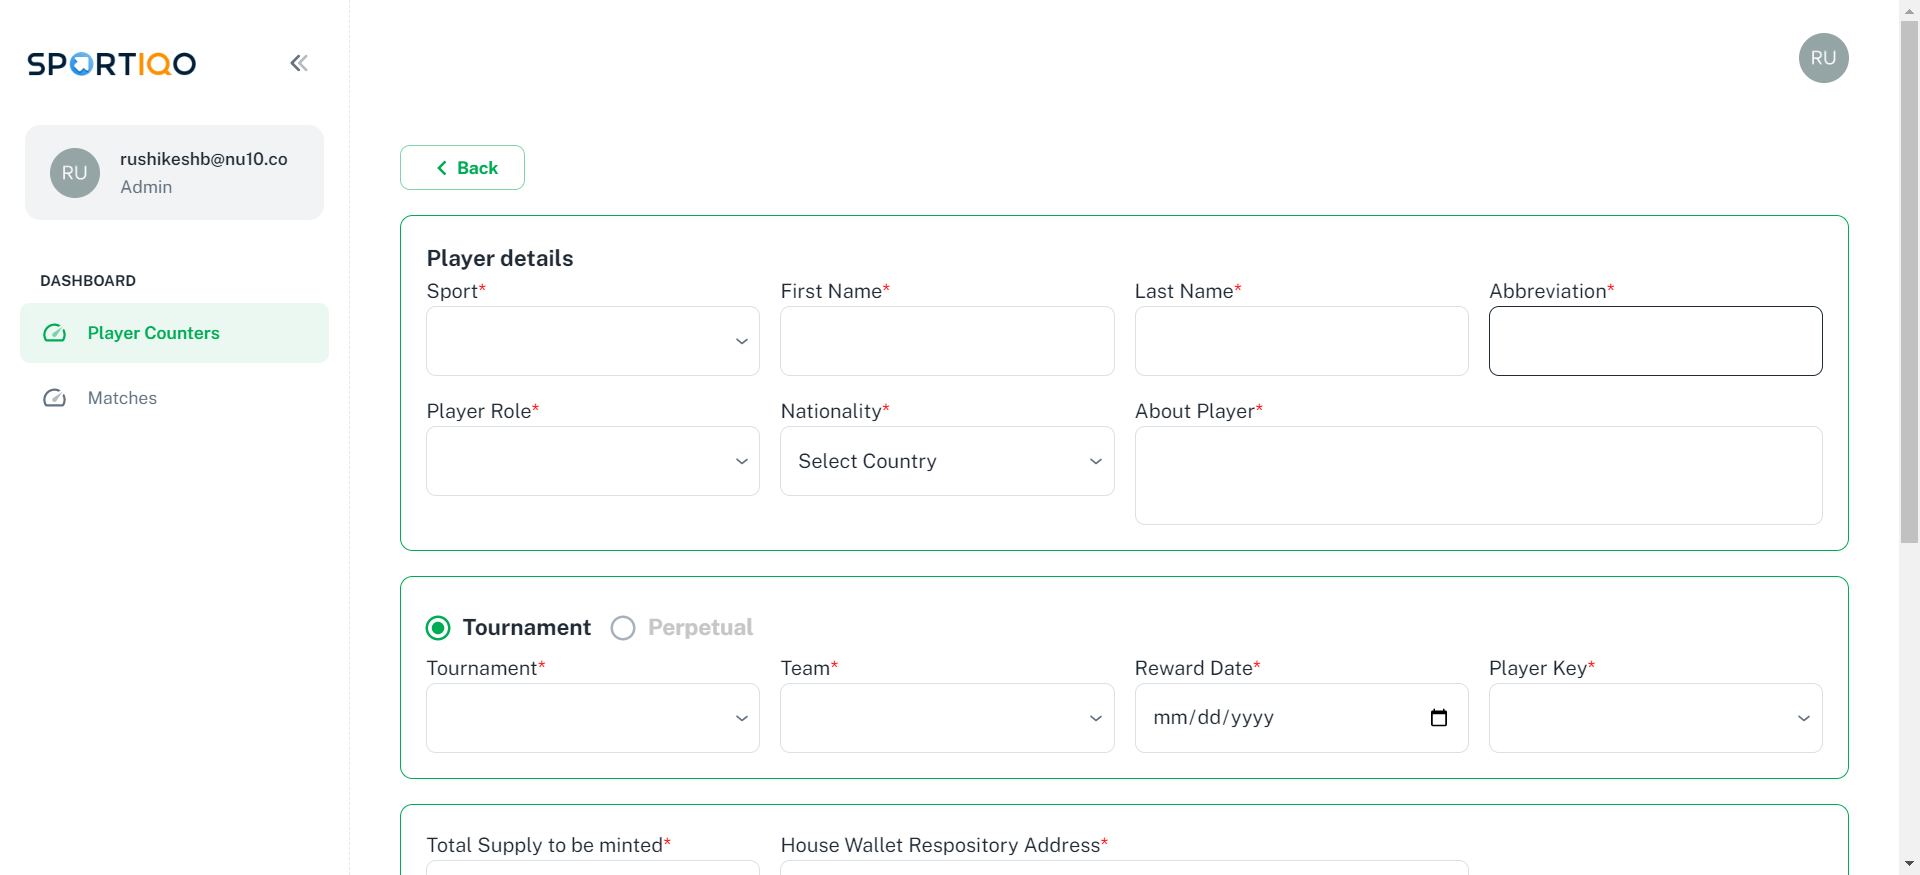 SPORTIQO
RU
RU
rushikeshb@nu10.co
Admin
DASHBOARD
Player Counters
Matches
Back
Player details
Sport*
First Name*
Last Name*
Abbreviation*
Player Role*
Nationality*
About Player*
Select Country
Tournament
Perpetual
Tournament*
Team*
Reward Date*
Player Key*
mm/dd/yyyy
Total Supply to be minted*
House Wallet Respository Address*